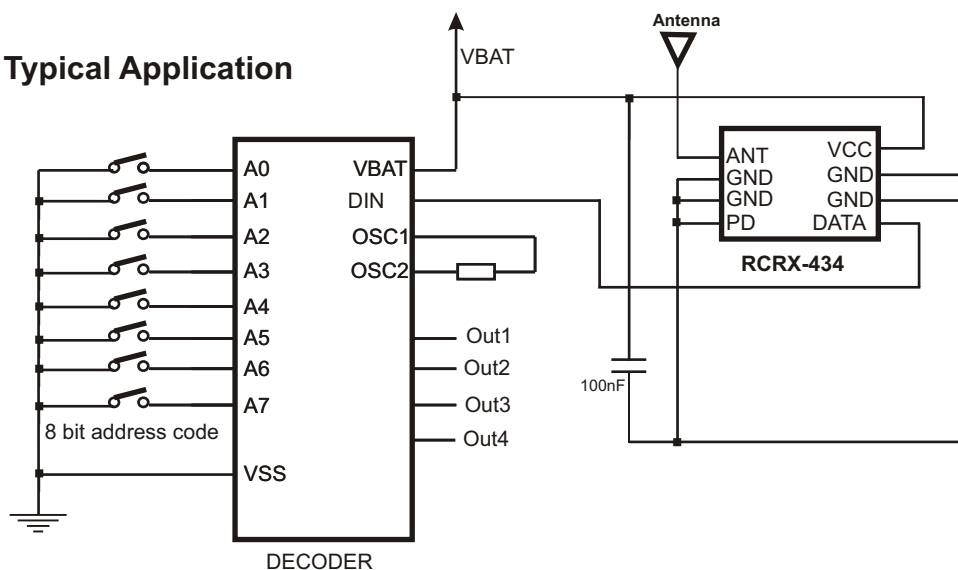 Typical Application
VBAT
Antenna
A0
A1
A2
A3
A4
A5
A6
A7
VSS
8 bit address code
VBAT
DIN
OSC1
OSC2
Out1
Out2
Out3
Out4
DECODER
100nF
ANT
GND
GND
PD
VCC
GND
GND
DATA
RCRX-434